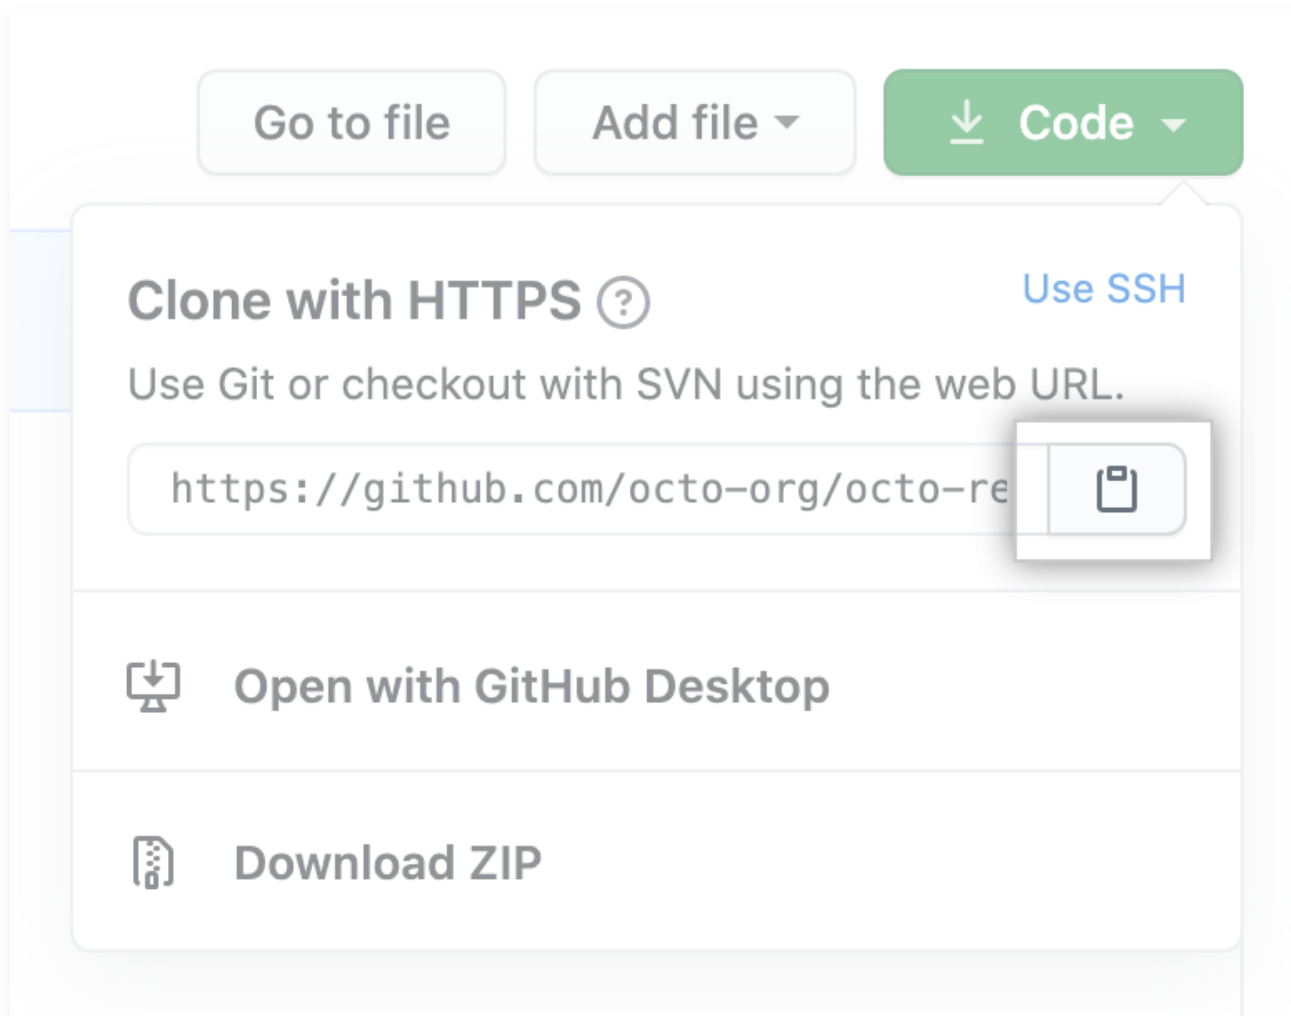 Go to file
Add file
Code
Clone with HTTPS
Use SSH
Use Git or checkout with SVN using the web URL.
https://github.com/octo-org/octo-re
Open with GitHub Desktop
Download ZIP